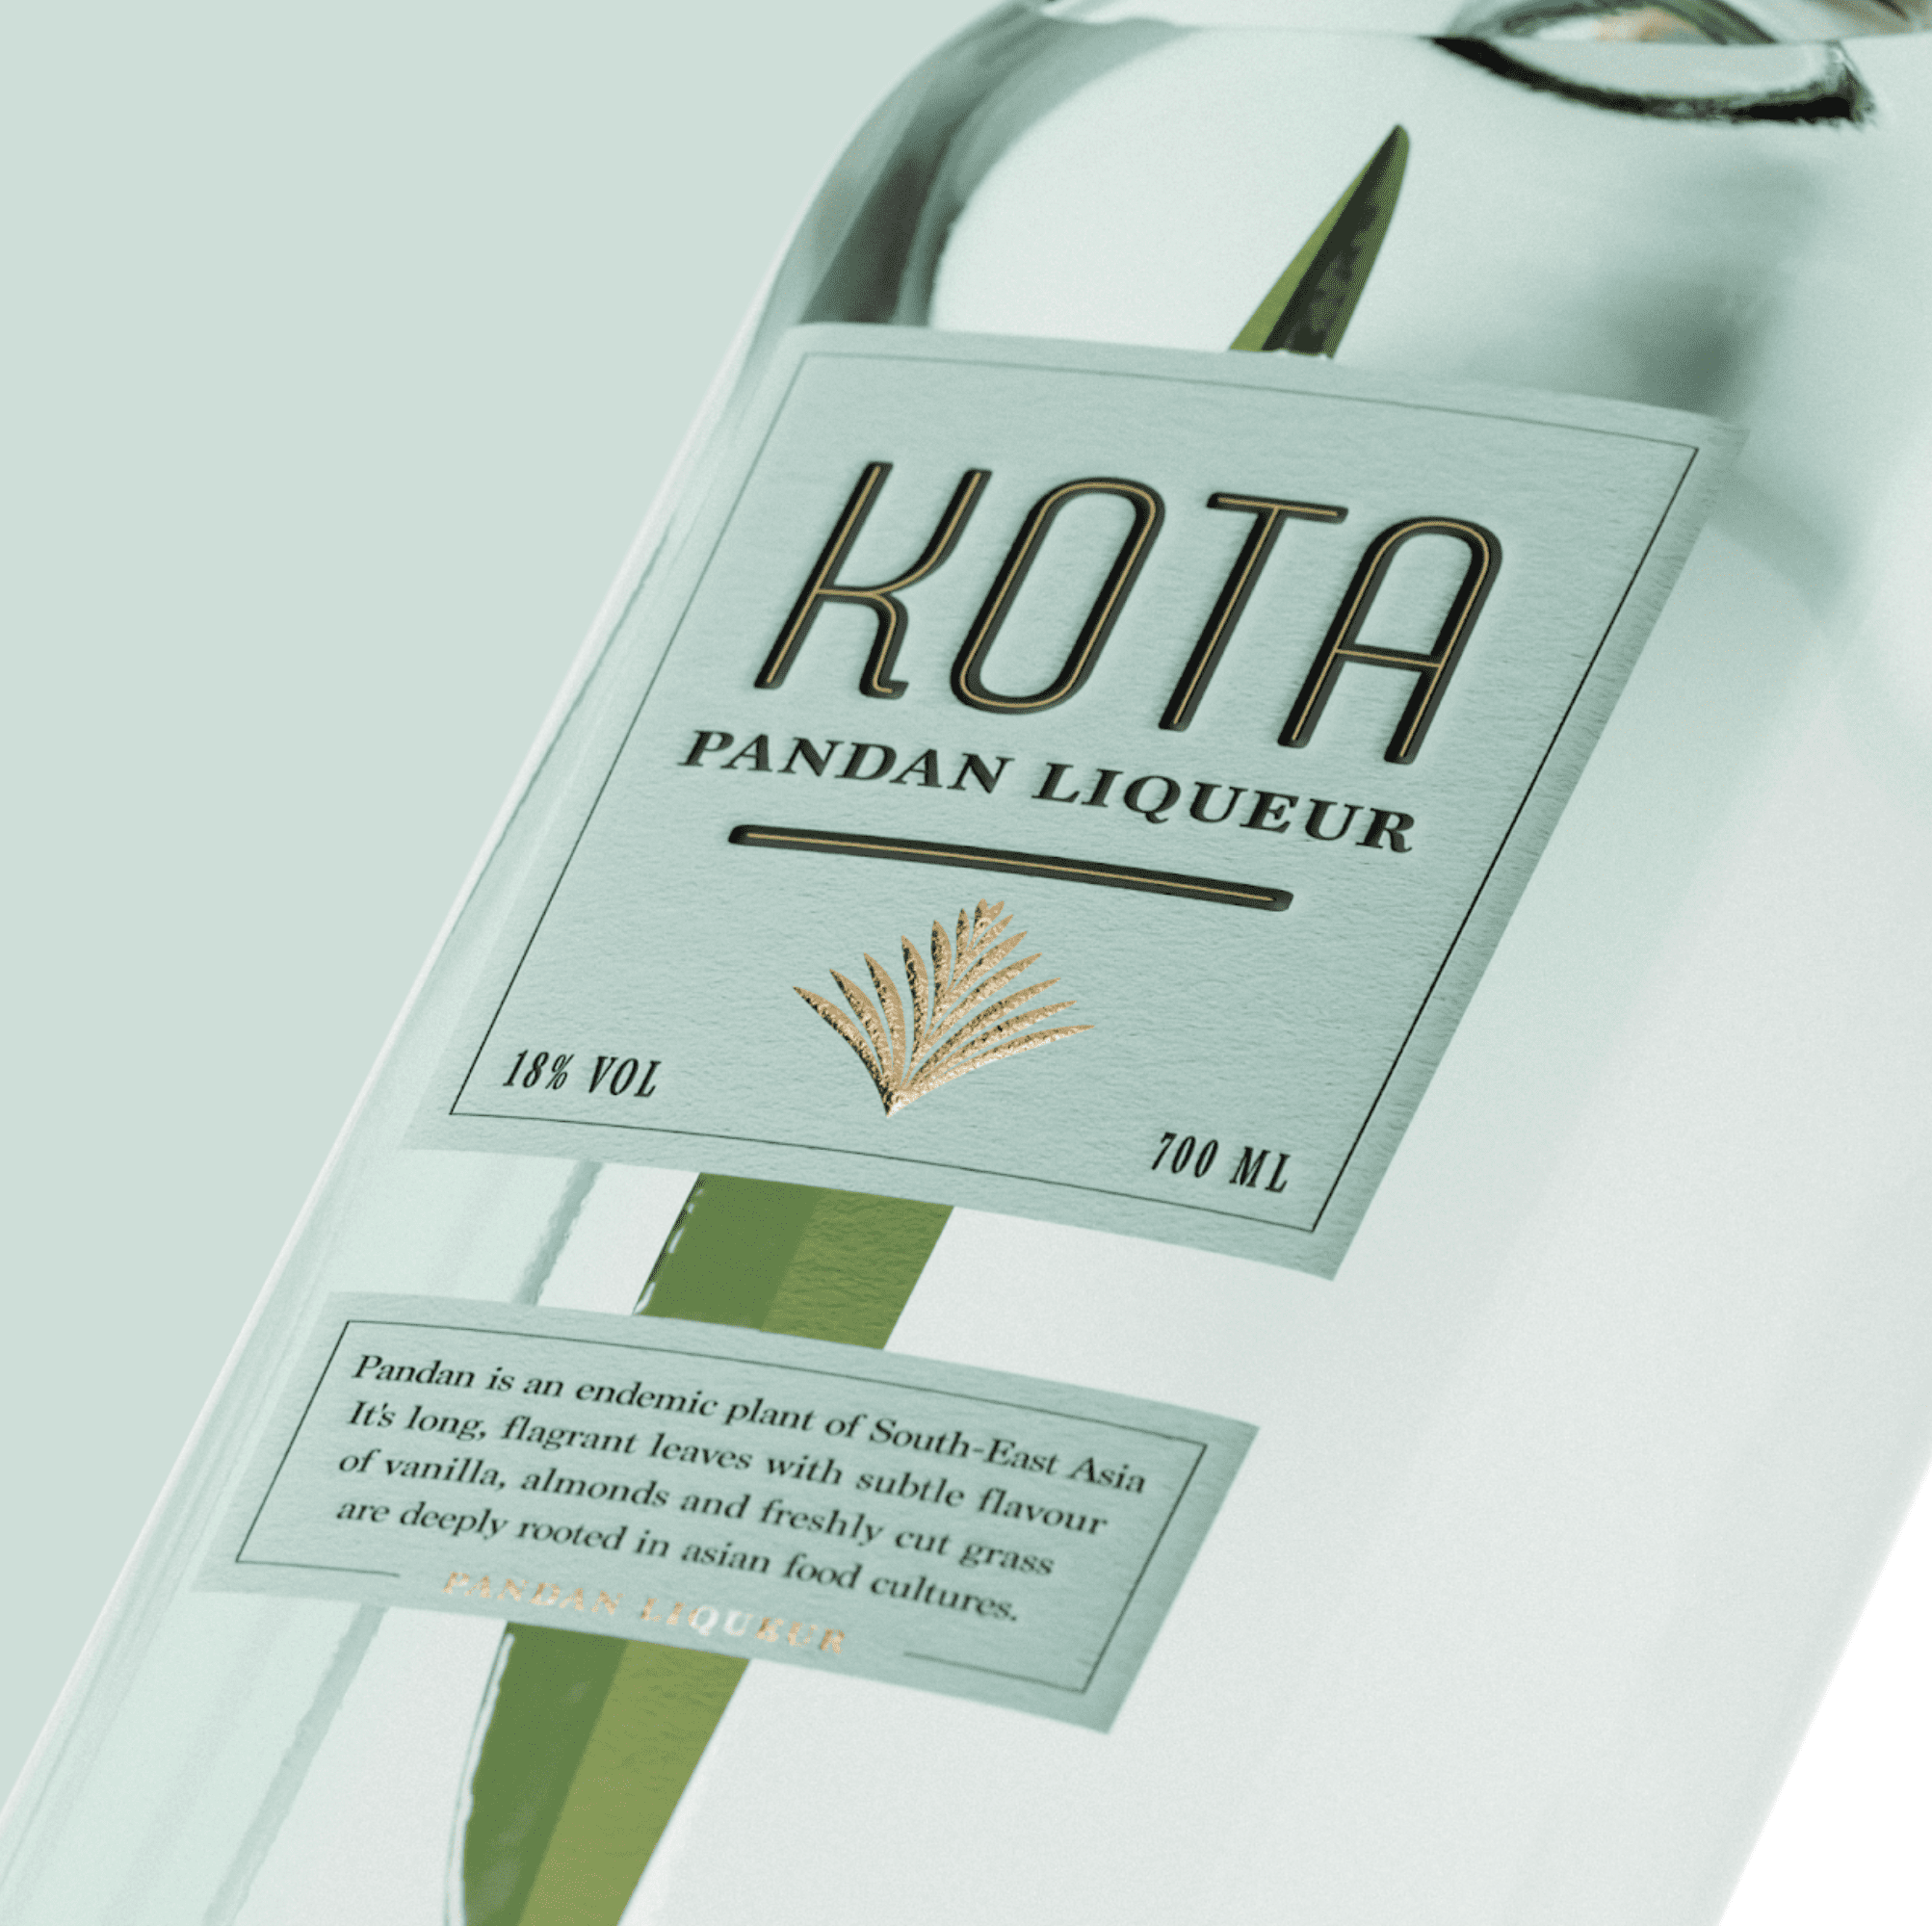 KOTA
PANDAN LIQUEUR
18% VOL
700 ML
Pandan is an endemic plant of South-East Asia
It's long, flagrant leaves with subtle flavour
of vanilla, almonds and freshly cut grass
are deeply rooted in asian food cultures.
PANDAN LIQUEUR